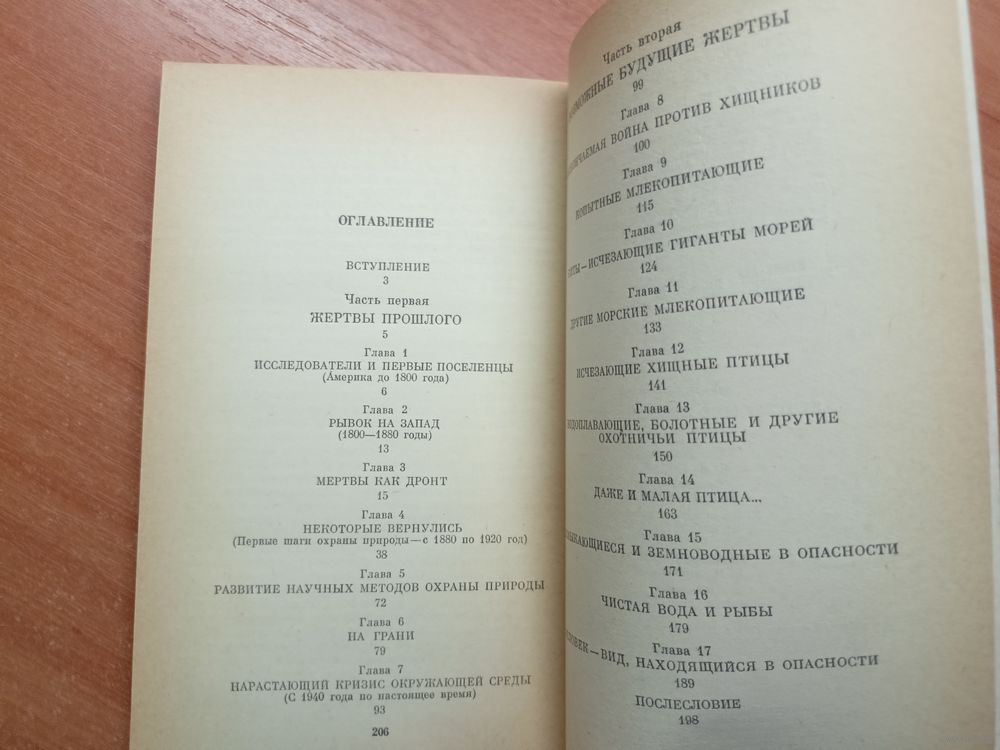 ОГЛАВЛЕНИЕ
ВСТУПЛЕНИЕ
3
Часть первая
ЖЕРТВЫ ПРОШЛОГО
5
Глава 1
ИССЛЕДОВАТЕЛИ И ПЕРВЫЕ ПОСЕЛЕНЦЫ
(Америка до 1800 года)
6
Глава 2
РЫВОК НА ЗАПАД
(1800—1880 годы)
13
Глава 3
МЕРТВЫ КАК ДРОНТ
15
Глава 4
НЕКОТОРЫЕ ВЕРНУЛИСЬ
(Первые шаги охраны природы—с 1880 по 1920 год)
38
Глава 5
РАЗВИТИЕ НАУЧНЫХ МЕТОДОВ ОХРАНЫ ПРИРОДЫ
72
Глава 6
НА ГРАНИ
79
Глава 7
НАРАСТАЮЩИЙ КРИЗИС ОКРУЖАЮЩЕЙ СРЕДЫ
(С 1940 года по настоящее время)
93
206
Часть вторая
БУДУЩИЕ ЖЕРТВЫ
99
Глава 8
ВОЙНА ПРОТИВ ХИЩНИКОВ
100
Глава 9
КОПЫТНЫЕ МЛЕКОПИТАЮЩИЕ
115
Глава 10
КИТЫ—ИСЧЕЗАЮЩИЕ ГИГАНТЫ МОРЕЙ
124
Глава 11
ДРУГИЕ МОРСКИЕ МЛЕКОПИТАЮЩИЕ
133
Глава 12
ИСЧЕЗАЮЩИЕ ХИЩНЫЕ ПТИЦЫ
141
Глава 13
ВОДОПЛАВАЮЩИЕ, БОЛОТНЫЕ И ДРУГИЕ
ОХОТНИЧЬИ ПТИЦЫ
150
Глава 14
ДАЖЕ И МАЛАЯ ПТИЦА...
163
Глава 15
И ЗЕМНОВОДНЫЕ В ОПАСНОСТИ
171
Глава 16
ЧИСТАЯ ВОДА И РЫБЫ
179
Глава 17
ЧЕЛОВЕК—ВИД, НАХОДЯЩИЙСЯ В ОПАСНОСТИ
189
ПОСЛЕСЛОВИЕ
198